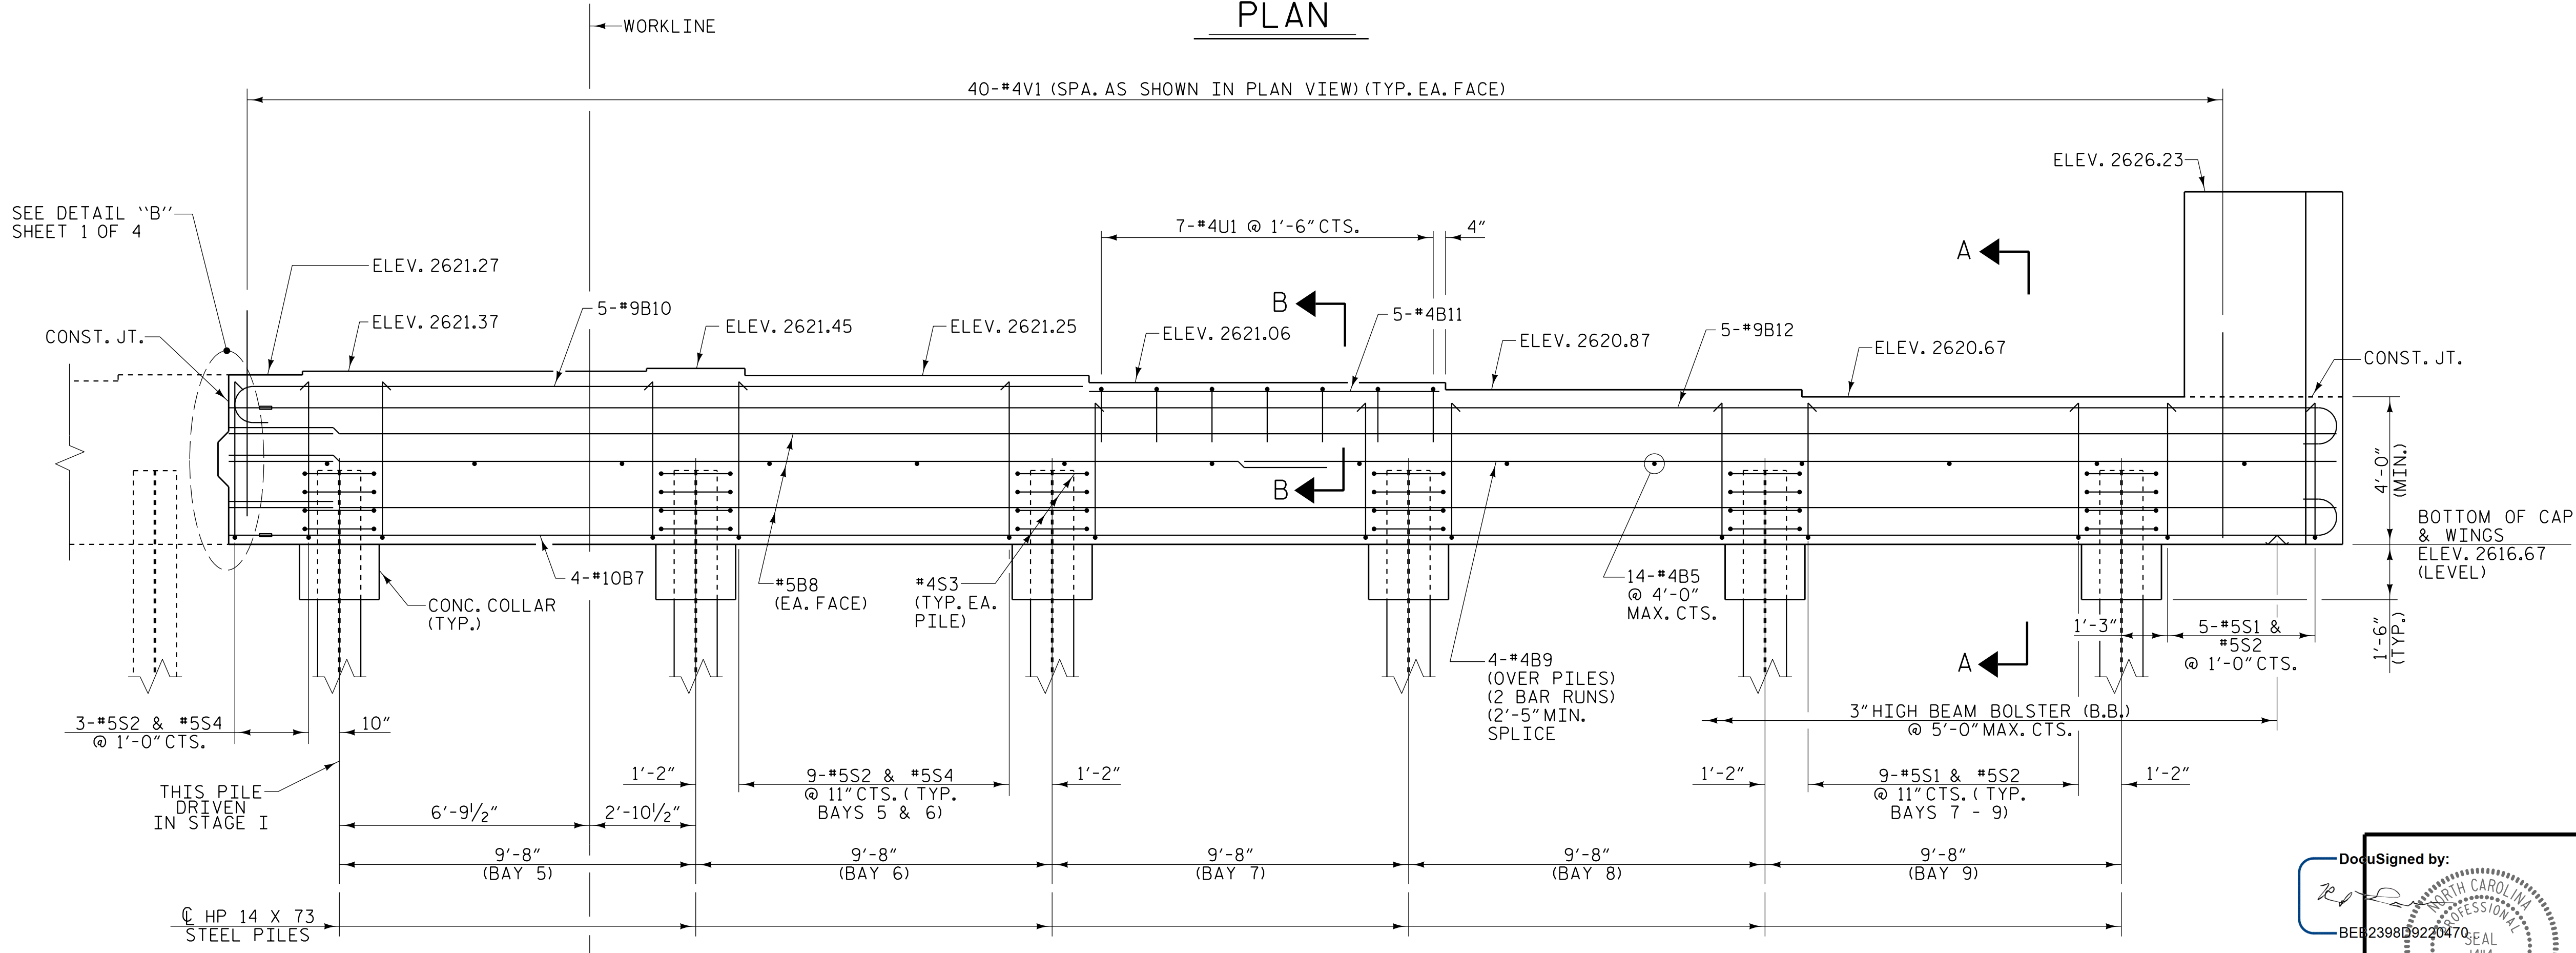 PLAN
WORKLINE
40-#4V1 (SPA. AS SHOWN IN PLAN VIEW) (TYP. EA. FACE)
ELEV. 2626.23
SEE DETAIL “B”
SHEET 1 OF 4
7-#4U1 @ 1'-6" CTS.
4"
A
ELEV. 2621.27
5-#9B10
B
5-#4B11
CONST. JT.
ELEV. 2621.37
ELEV. 2621.45
ELEV. 2621.25
ELEV. 2621.06
ELEV. 2620.87
5-#9B12
ELEV. 2620.67
CONST. JT.
4'-0"
(MIN.)
B
BOTTOM OF CAP
& WINGS
ELEV. 2616.67
(LEVEL)
4-#10B7
#5B8
(EA. FACE)
#4S3
(TYP. EA.
PILE)
14-#4B5
@ 4'-0"
MAX. CTS.
CONC. COLLAR
(TYP.)
1'-3"
5-#5S1 &
#5S2
@ 1'-0" CTS.
1'-6"
(TYP.)
4-#4B9
(OVER PILES)
(2 BAR RUNS)
(2'-5" MIN.
SPLICE
A
3-#5S2 & #5S4
@ 1'-0" CTS.
10"
3" HIGH BEAM BOLSTER (B.B.)
@ 5'-0" MAX. CTS.
THIS PILE
DRIVEN
IN STAGE I
1'-2"
9-#5S2 & #5S4
@ 11" CTS. ( TYP.
BAYS 5 & 6)
1'-2"
1'-2"
9-#5S1 & #5S2
@ 11" CTS. ( TYP.
BAYS 7 - 9)
1'-2"
6'-9½"
2'-10½"
9'-8"
(BAY 5)
9'-8"
(BAY 6)
9'-8"
(BAY 7)
9'-8"
(BAY 8)
9'-8"
(BAY 9)
℄ HP 14 X 73
STEEL PILES
DocuSigned by:
BEB2398D9220470
NORTH CAROLINA
PROFESSIONAL
SEAL